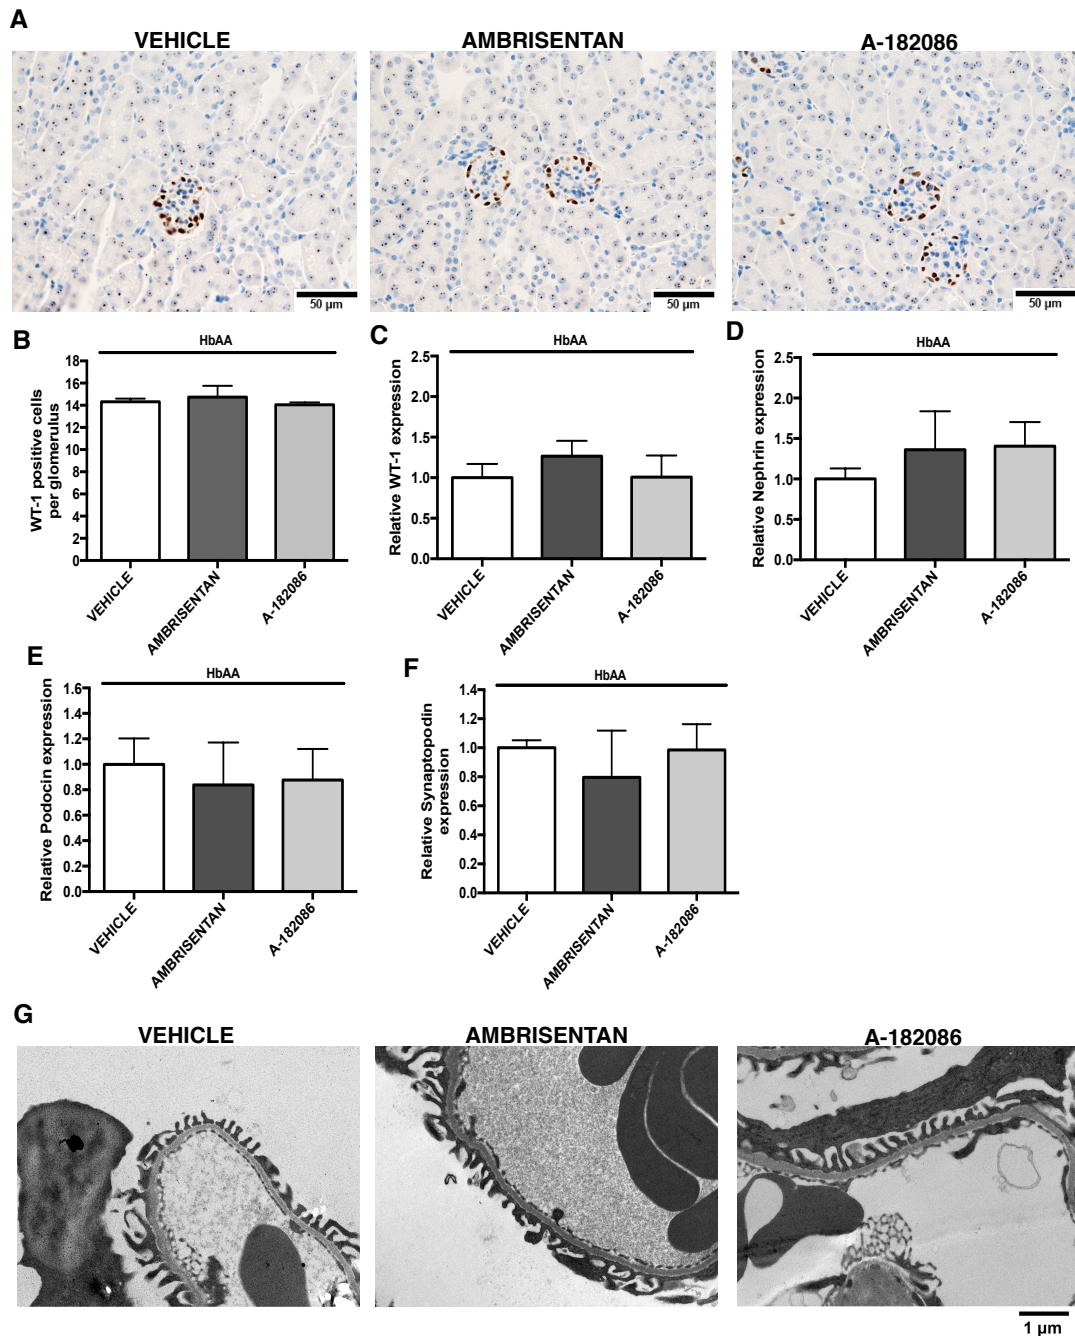 A
VEHICLE
AMBRISENTAN
A-182086
50 µm
50 µm
50 µm
B
HbAA
WT-1 positive cells
per glomerulus
18
16
14
12
10
8
6
4
2
0
VEHICLE
AMBRISENTAN
A-182086
C
HbAA
Relative WT-1 expression
2.5
2.0
1.5
1.0
0.5
0.0
VEHICLE
AMBRISENTAN
A-182086
D
HbAA
Relative Nephrin expression
2.5
2.0
1.5
1.0
0.5
0.0
VEHICLE
AMBRISENTAN
A-182086
E
HbAA
Relative Podocin expression
1.6
1.4
1.2
1.0
0.8
0.6
0.4
0.2
0.0
VEHICLE
AMBRISENTAN
A-182086
F
HbAA
Relative Synaptopodin
expression
1.4
1.2
1.0
0.8
0.6
0.4
0.2
0.0
VEHICLE
AMBRISENTAN
A-182086
G
VEHICLE
AMBRISENTAN
A-182086
1 µm